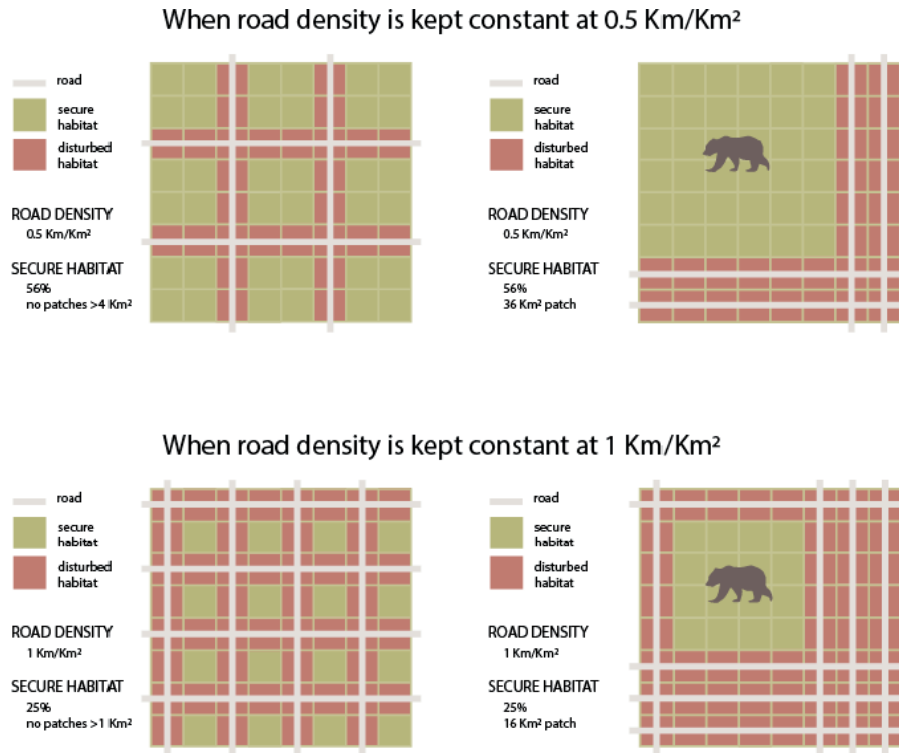 When road density is kept constant at 0.5 Km/Km²
road
secure
habitat
disturbed
habitat
ROAD DENSITY
0.5 Km/Km²
SECURE HABITAT
56%
no patches >4 Km²
road
secure
habitat
disturbed
habitat
ROAD DENSITY
0.5 Km/Km²
SECURE HABITAT
56%
36 Km² patch
When road density is kept constant at 1 Km/Km²
road
secure
habitat
disturbed
habitat
ROAD DENSITY
1 Km/Km²
SECURE HABITAT
25%
no patches >1 Km²
road
secure
habitat
disturbed
habitat
ROAD DENSITY
1 Km/Km²
SECURE HABITAT
25%
16 Km² patch